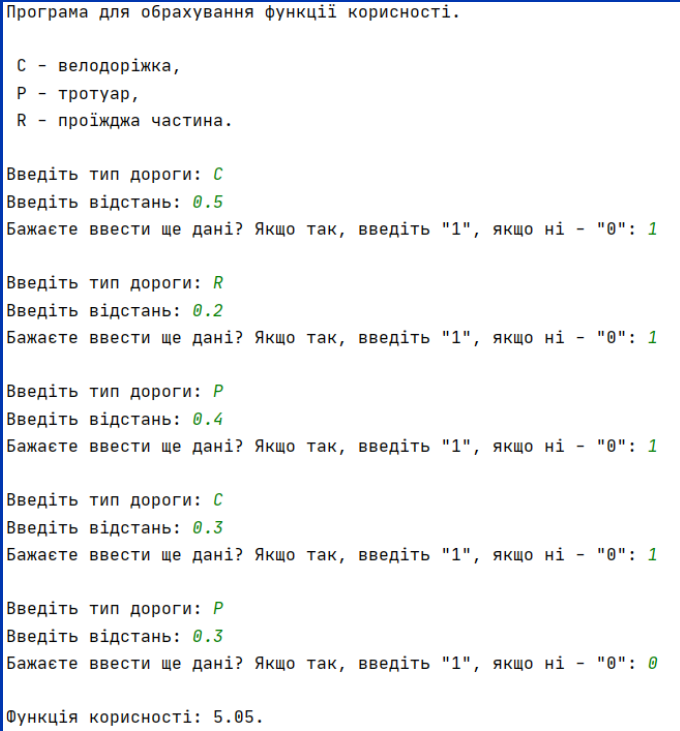 Програма для обрахування функції корисності.
C – велодоріжка,
P – тротуар,
R – проїжджа частина.
Введіть тип дороги: C
Введіть відстань: 0.5
Бажаєте ввести ще дані? Якщо так, введіть "1", якщо ні – "0": 1
Введіть тип дороги: R
Введіть відстань: 0.2
Бажаєте ввести ще дані? Якщо так, введіть "1", якщо ні – "0": 1
Введіть тип дороги: P
Введіть відстань: 0.4
Бажаєте ввести ще дані? Якщо так, введіть "1", якщо ні – "0": 1
Введіть тип дороги: C
Введіть відстань: 0.3
Бажаєте ввести ще дані? Якщо так, введіть "1", якщо ні – "0": 1
Введіть тип дороги: P
Введіть відстань: 0.3
Бажаєте ввести ще дані? Якщо так, введіть "1", якщо ні – "0": 0
Функція корисності: 5.05.